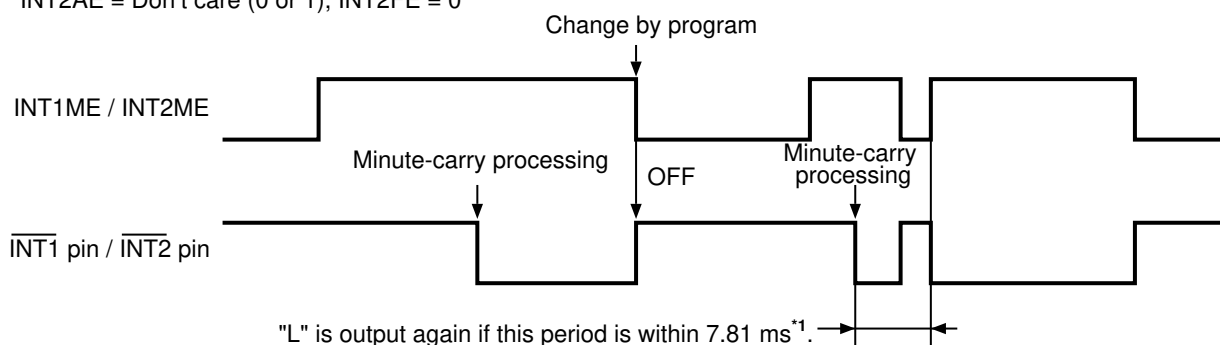 INT2AE = Don't care (0 or 1), INT2FE = 0
Change by program
INT1ME / INT2ME
Minute-carry processing
OFF
Minute-carry
processing
INT1 pin / INT2 pin
"L" is output again if this period is within 7.81 ms*1.